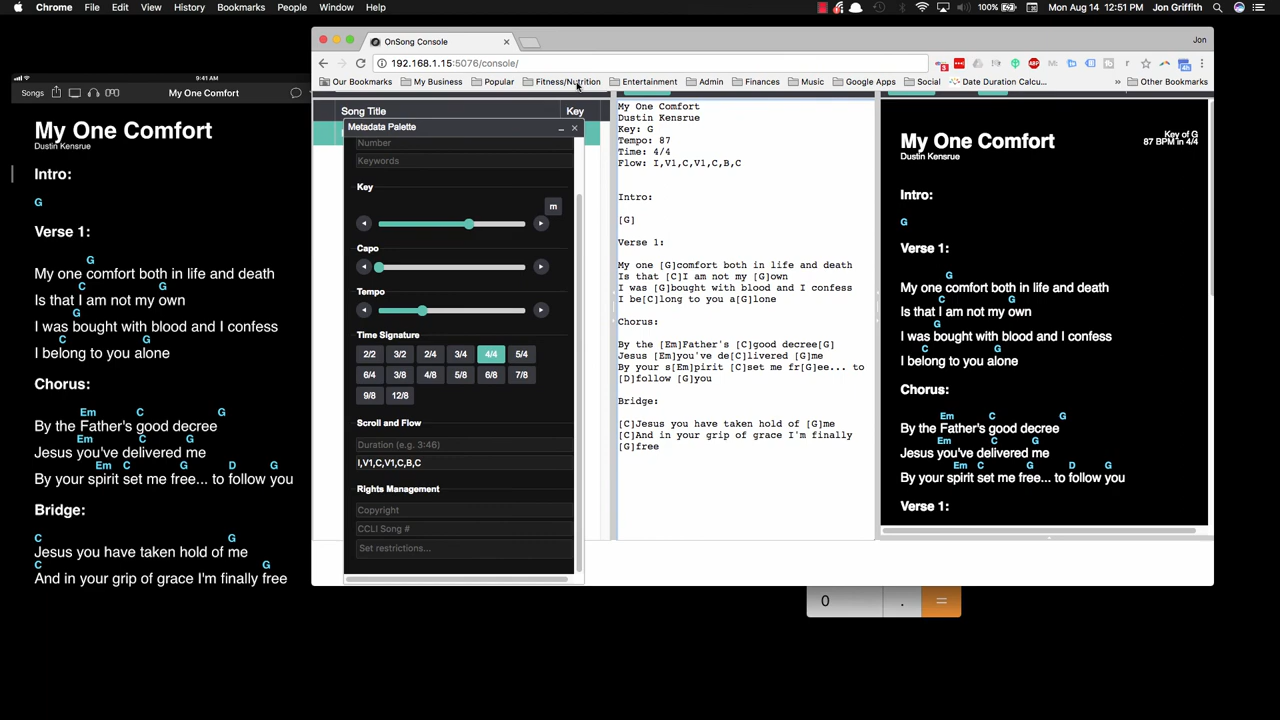 Chrome File Edit View History Bookmarks People Window Help
100% Mon Aug 14 12:51 PM Jon Griffith
OnSong Console
Jon
192.168.1.15:5076/console/
Our Bookmarks My Business Popular Fitness/Nutrition Entertainment Admin Finances Music Google Apps Social Date Duration Calcu... » Other Bookmarks
9:41 AM
Songs My One Comfort
My One Comfort
Dustin Kensrue
Intro:
G
Verse 1:
G
My one comfort both in life and death
C G
Is that I am not my own
G
I was bought with blood and I confess
C G
I belong to you alone
Chorus:
Em C G
By the Father's good decree
Em C G
Jesus you've delivered me
Em C G D G
By your spirit set me free... to follow you
Bridge:
C G
Jesus you have taken hold of me
C G
And in your grip of grace I'm finally free
Song Title Key
Metadata Palette
Number
Keywords
Key
m
Capo
Tempo
Time Signature
2/2 3/2 2/4 3/4 4/4 5/4
6/4 3/8 4/8 5/8 6/8 7/8
9/8 12/8
Scroll and Flow
Duration (e.g. 3:46)
I,V1,C,V1,C,B,C
Rights Management
Copyright
CCLI Song #
Set restrictions...
My One Comfort
Dustin Kensrue
Key: G
Tempo: 87
Time: 4/4
Flow: I,V1,C,V1,C,B,C
Intro:
[G]
Verse 1:
My one [G]comfort both in life and death
Is that [C]I am not my [G]own
I was [G]bought with blood and I confess
I be[C]long to you a[G]lone
Chorus:
By the [Em]Father's [C]good decree[G]
Jesus [Em]you've de[C]livered [G]me
By your s[Em]pirit [C]set me fr[G]ee... to
[D]follow [G]you
Bridge:
[C]Jesus you have taken hold of [G]me
[C]And in your grip of grace I'm finally
[G]free
My One Comfort
Dustin Kensrue
Key of G
87 BPM in 4/4
Intro:
G
Verse 1:
G
My one comfort both in life and death
C G
Is that I am not my own
G
I was bought with blood and I confess
C G
I belong to you alone
Chorus:
Em C G
By the Father's good decree
Em C G
Jesus you've delivered me
Em C G D G
By your spirit set me free... to follow you
Verse 1:
0 . =